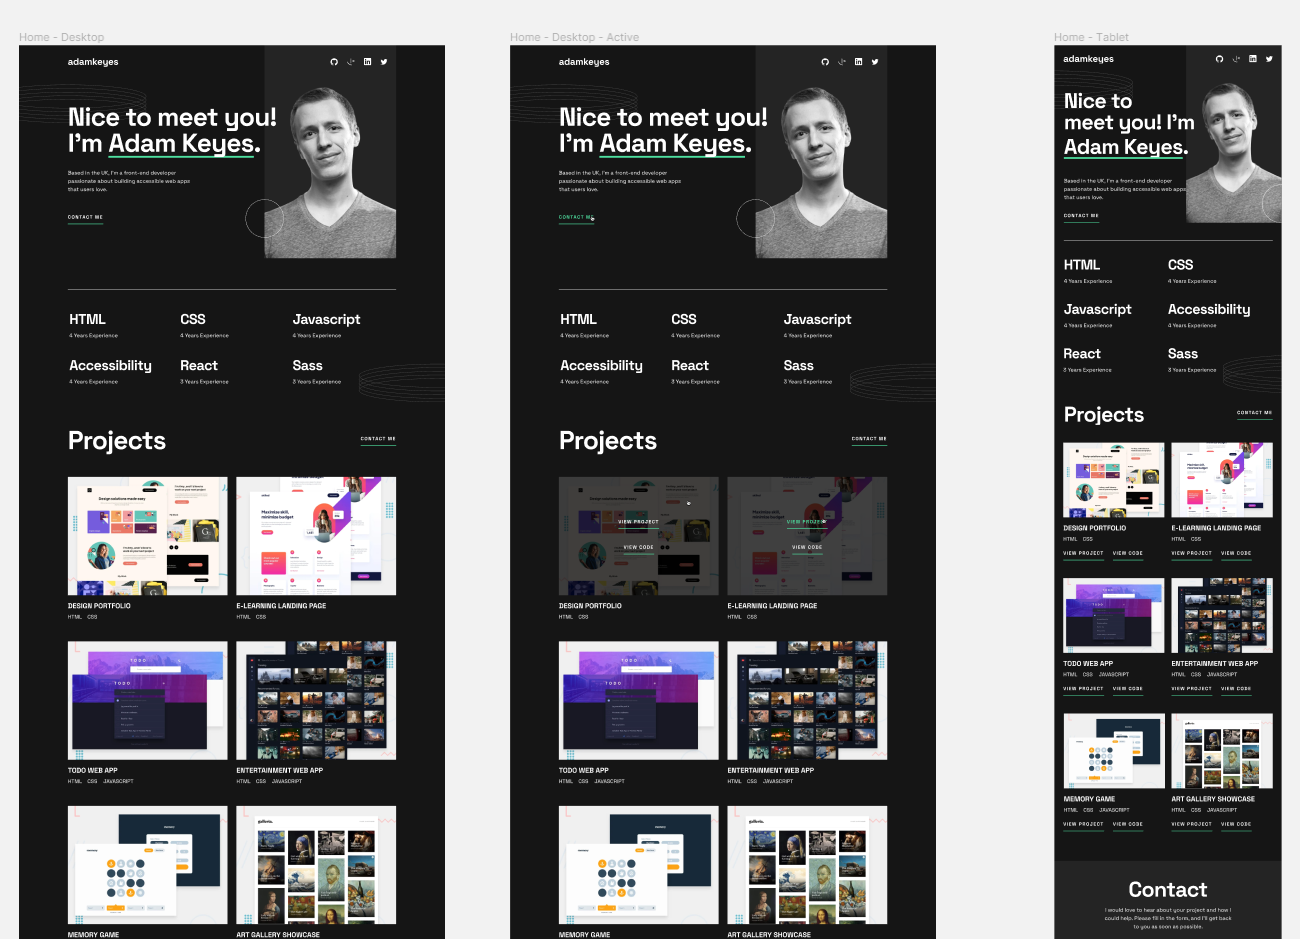 Home - Desktop
adamkeyes
Nice to meet you!
I'm Adam Keyes.
Based in the UK, I'm a front-end developer
passionate about building accessible web apps
that users love.
CONTACT ME
HTML
4 Years Experience
CSS
4 Years Experience
Javascript
4 Years Experience
Accessibility
4 Years Experience
React
3 Years Experience
Sass
3 Years Experience
Projects
CONTACT ME
Design solutions made easy
Maximize skill,
minimize budget
DESIGN PORTFOLIO
HTML CSS
E-LEARNING LANDING PAGE
HTML CSS
TODO
TODO
TODO WEB APP
HTML CSS JAVASCRIPT
ENTERTAINMENT WEB APP
HTML CSS JAVASCRIPT
galleria.
MEMORY GAME
ART GALLERY SHOWCASE
Home - Desktop - Active
adamkeyes
Nice to meet you!
I'm Adam Keyes.
Based in the UK, I'm a front-end developer
passionate about building accessible web apps
that users love.
CONTACT ME
HTML
4 Years Experience
CSS
4 Years Experience
Javascript
4 Years Experience
Accessibility
4 Years Experience
React
3 Years Experience
Sass
3 Years Experience
Projects
CONTACT ME
VIEW PROJECT
VIEW CODE
VIEW PROJECT
VIEW CODE
DESIGN PORTFOLIO
HTML CSS
E-LEARNING LANDING PAGE
HTML CSS
TODO
TODO
TODO WEB APP
HTML CSS JAVASCRIPT
ENTERTAINMENT WEB APP
HTML CSS JAVASCRIPT
galleria.
MEMORY GAME
ART GALLERY SHOWCASE
Home - Tablet
adamkeyes
Nice to
meet you! I'm
Adam Keyes.
Based in the UK, I'm a front-end developer
passionate about building accessible web apps
that users love.
CONTACT ME
HTML
4 Years Experience
CSS
4 Years Experience
Javascript
4 Years Experience
Accessibility
4 Years Experience
React
3 Years Experience
Sass
3 Years Experience
Projects
CONTACT ME
DESIGN PORTFOLIO
HTML CSS
VIEW PROJECT VIEW CODE
E-LEARNING LANDING PAGE
HTML CSS
VIEW PROJECT VIEW CODE
TODO
TODO WEB APP
HTML CSS JAVASCRIPT
VIEW PROJECT VIEW CODE
ENTERTAINMENT WEB APP
HTML CSS JAVASCRIPT
VIEW PROJECT VIEW CODE
MEMORY GAME
HTML CSS JAVASCRIPT
VIEW PROJECT VIEW CODE
ART GALLERY SHOWCASE
HTML CSS JAVASCRIPT
VIEW PROJECT VIEW CODE
Contact
I would love to hear about your project and how I
could help. Please fill in the form, and I'll get back
to you as soon as possible.